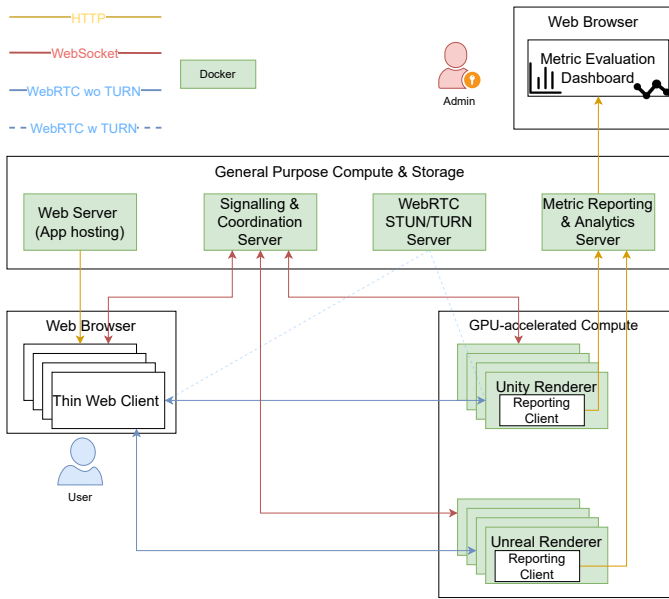 HTTP
WebSocket
WebRTC wo TURN
WebRTC w TURN
Docker
Admin
Web Browser
Metric Evaluation
Dashboard
General Purpose Compute & Storage
Web Server
(App hosting)
Signalling &
Coordination
Server
WebRTC
STUN/TURN
Server
Metric Reporting
& Analytics
Server
Web Browser
Thin Web Client
User
GPU-accelerated Compute
Unity Renderer
Reporting
Client
Unreal Renderer
Reporting
Client